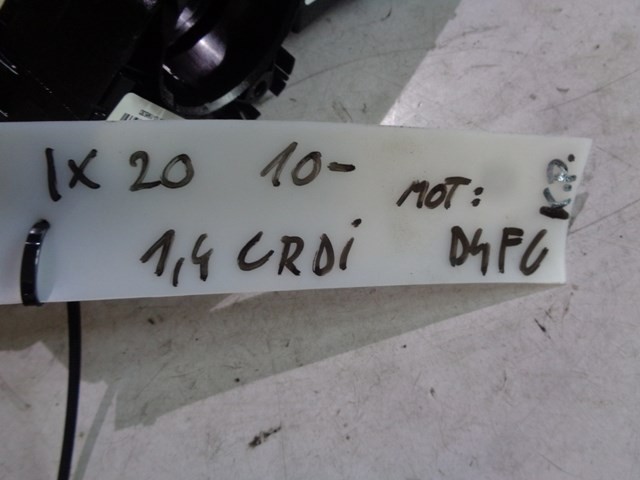 IX 20 10-
MOT:
K.P.
1,4 CRDi D4FC